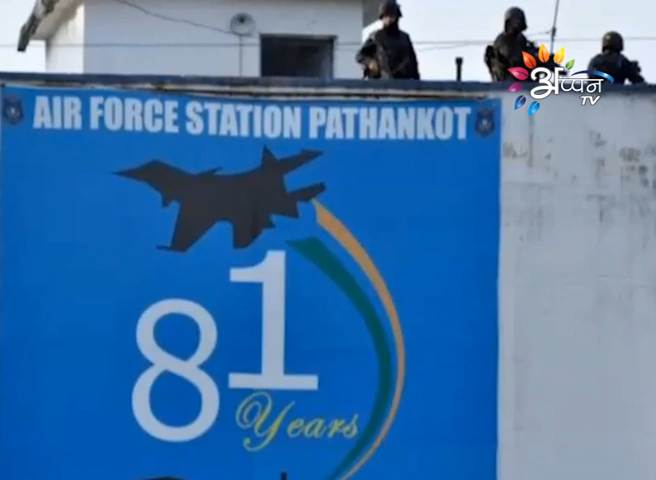 AIR FORCE STATION PATHANKOT
अप्पन
TV
81
Years